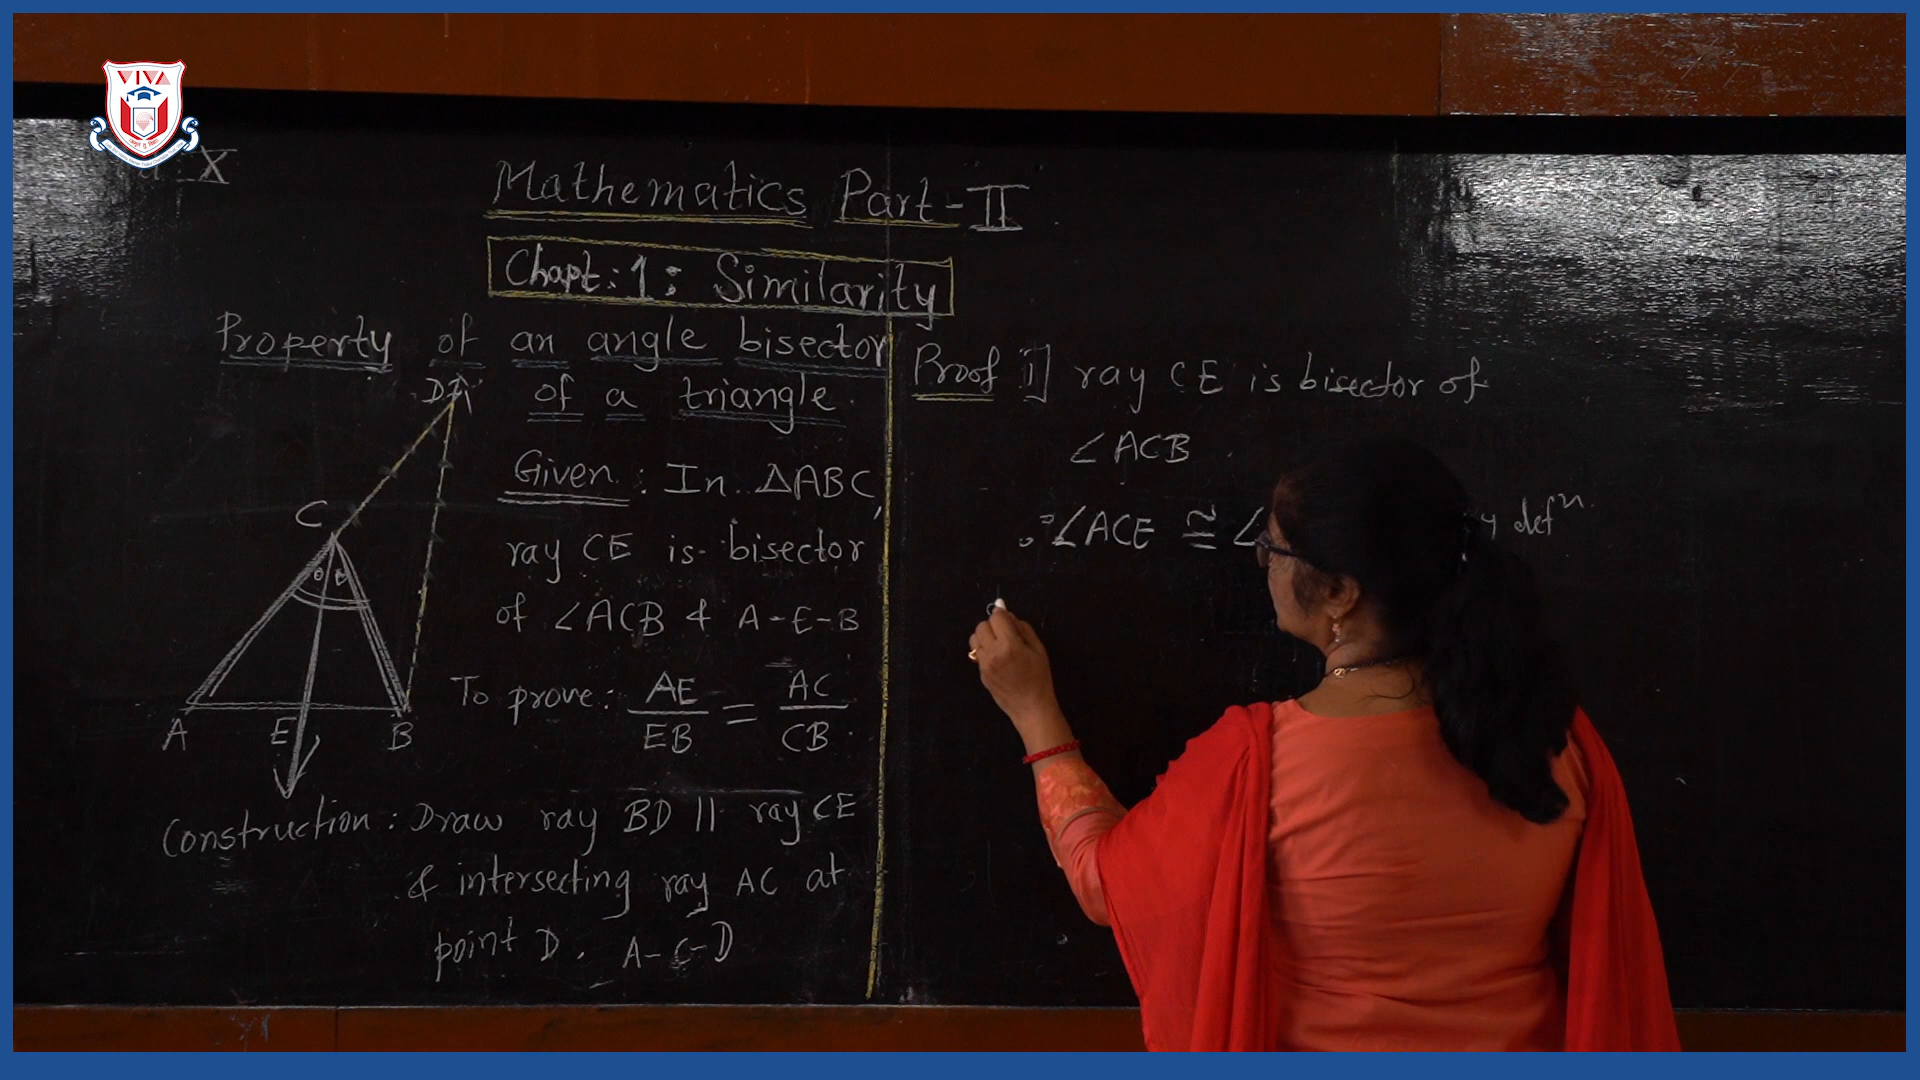 VIVA
X
Mathematics Part-II
Chapt: 1: Similarity
Property of an angle bisector
of a triangle.
D
C
A E B
Given: In △ABC,
ray CE is bisector
of ∠ACB & A-E-B
To prove: AE/EB = AC/CB.
Construction: Draw ray BD || ray CE
& intersecting ray AC at
point D. A-C-D
Proof i] ray CE is bisector of
∠ACB.
∴ ∠ACE ≅ ∠ defⁿ.